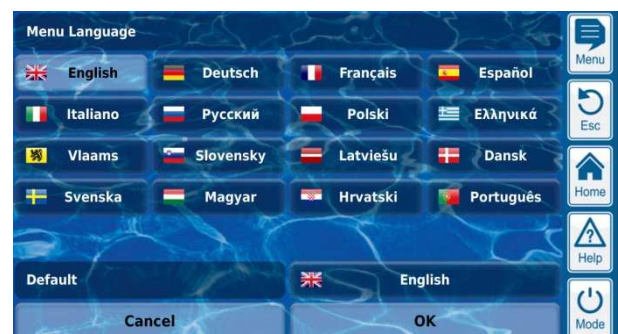 Menu Language
English Deutsch Français Español
Italiano Русский Polski Ελληνικά
Vlaams Slovensky Latviešu Dansk
Svenska Magyar Hrvatski Português
Default English
Cancel OK
Menu
Esc
Home
Help
Mode